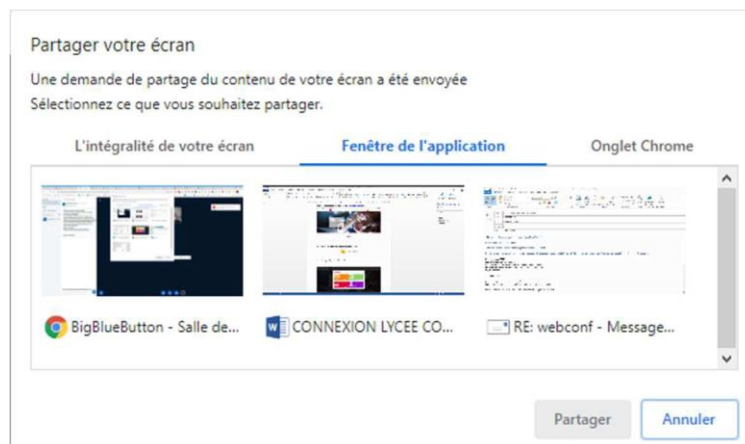 Partager votre écran
Une demande de partage du contenu de votre écran a été envoyée
Sélectionnez ce que vous souhaitez partager.
L'intégralité de votre écran
Fenêtre de l'application
Onglet Chrome
BigBlueButton - Salle de...
CONNEXION LYCEE CO...
RE: webconf - Message...
Partager
Annuler